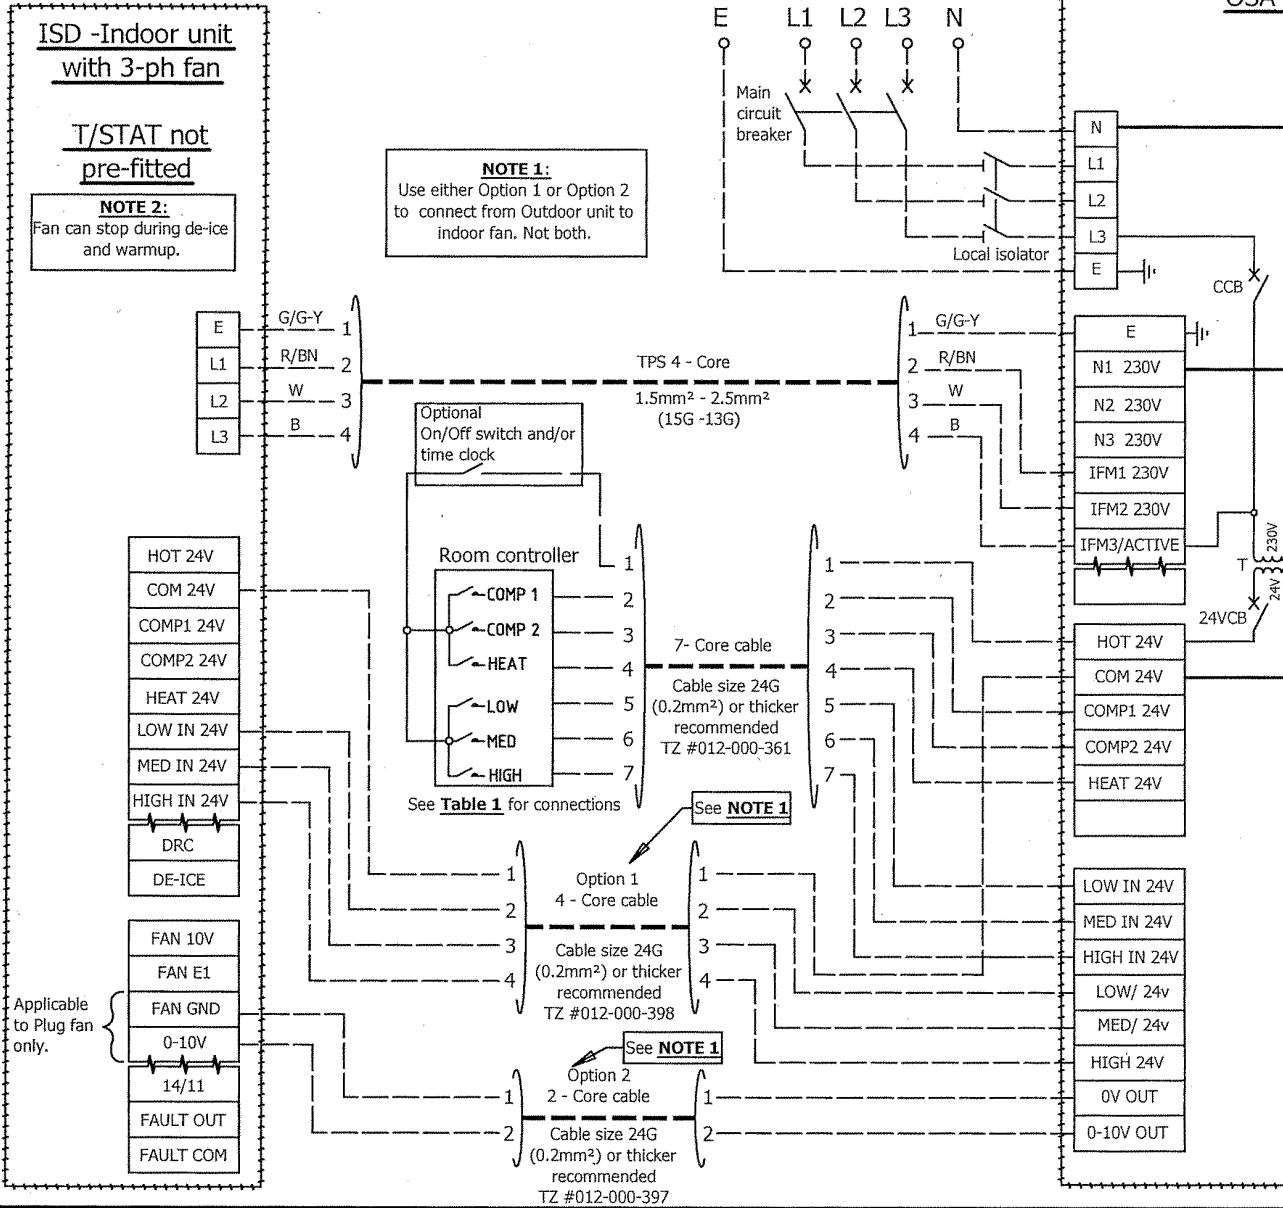 ISD -Indoor unit
with 3-ph fan
T/STAT not
pre-fitted
NOTE 2:
Fan can stop during de-ice
and warmup.
NOTE 1:
Use either Option 1 or Option 2
to connect from Outdoor unit to
indoor fan. Not both.
E L1 L2 L3 N
Main
circuit
breaker
Local isolator
N
L1
L2
L3
E
CCB
E
L1
L2
L3
G/G-Y 1
R/BN 2
W 3
B 4
TPS 4 - Core
1.5mm² - 2.5mm²
(15G -13G)
1 G/G-Y
2 R/BN
3 W
4 B
E
N1 230V
N2 230V
N3 230V
IFM1 230V
IFM2 230V
IFM3/ACTIVE
T
230V
24V
24VCB
Optional
On/Off switch and/or
time clock
Room controller
COMP 1
COMP 2
HEAT
LOW
MED
HIGH
1
2
3
4
5
6
7
See Table 1 for connections
7- Core cable
Cable size 24G
(0.2mm²) or thicker
recommended
TZ #012-000-361
1
2
3
4
5
6
7
HOT 24V
COM 24V
COMP1 24V
COMP2 24V
HEAT 24V
HOT 24V
COM 24V
COMP1 24V
COMP2 24V
HEAT 24V
LOW IN 24V
MED IN 24V
HIGH IN 24V
DRC
DE-ICE
See NOTE 1
Option 1
4 - Core cable
Cable size 24G
(0.2mm²) or thicker
recommended
TZ #012-000-398
1
2
3
4
1
2
3
4
LOW IN 24V
MED IN 24V
HIGH IN 24V
LOW/ 24v
MED/ 24v
HIGH 24V
0V OUT
0-10V OUT
FAN 10V
FAN E1
FAN GND
0-10V
14/11
FAULT OUT
FAULT COM
Applicable
to Plug fan
only.
See NOTE 1
Option 2
2 - Core cable
Cable size 24G
(0.2mm²) or thicker
recommended
TZ #012-000-397
1
2
1
2